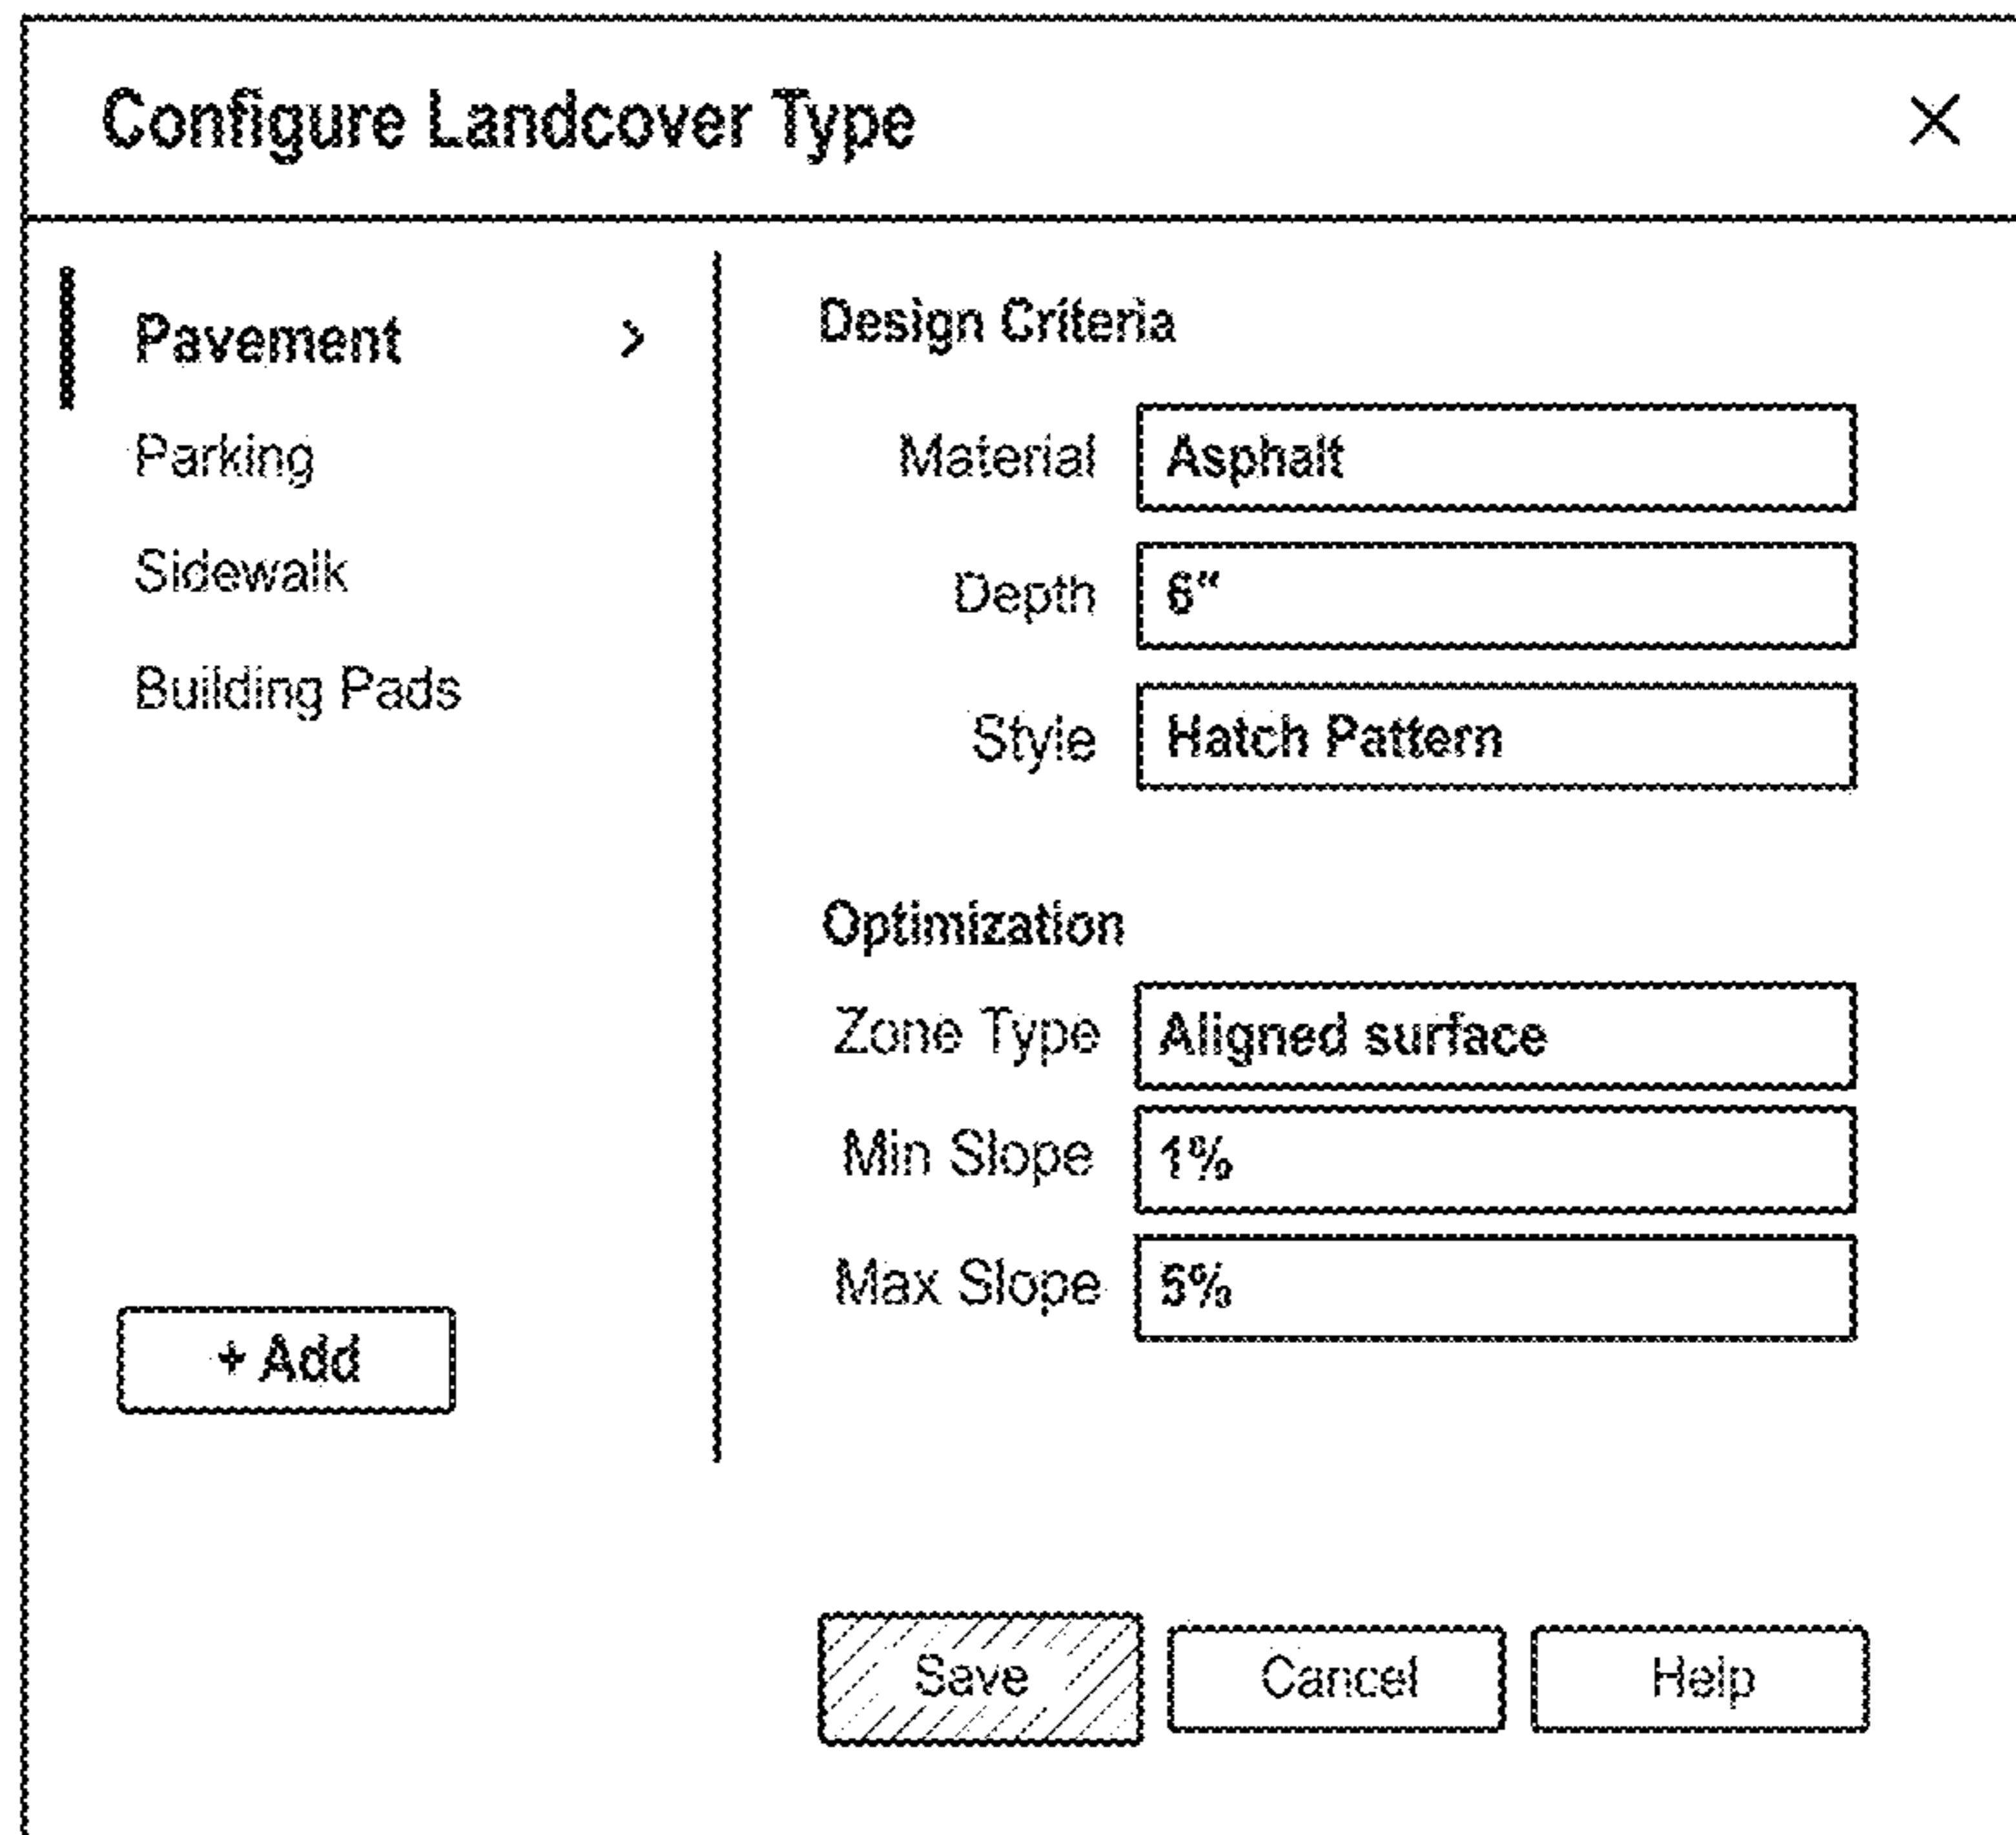 Configure Landcover Type
Pavement
Parking
Sidewalk
Building Pads
+ Add
Design Criteria
Material Asphalt
Depth 6"
Style Hatch Pattern
Optimization
Zone Type Aligned surface
Min Slope 1%
Max Slope 5%
Save Cancel Help